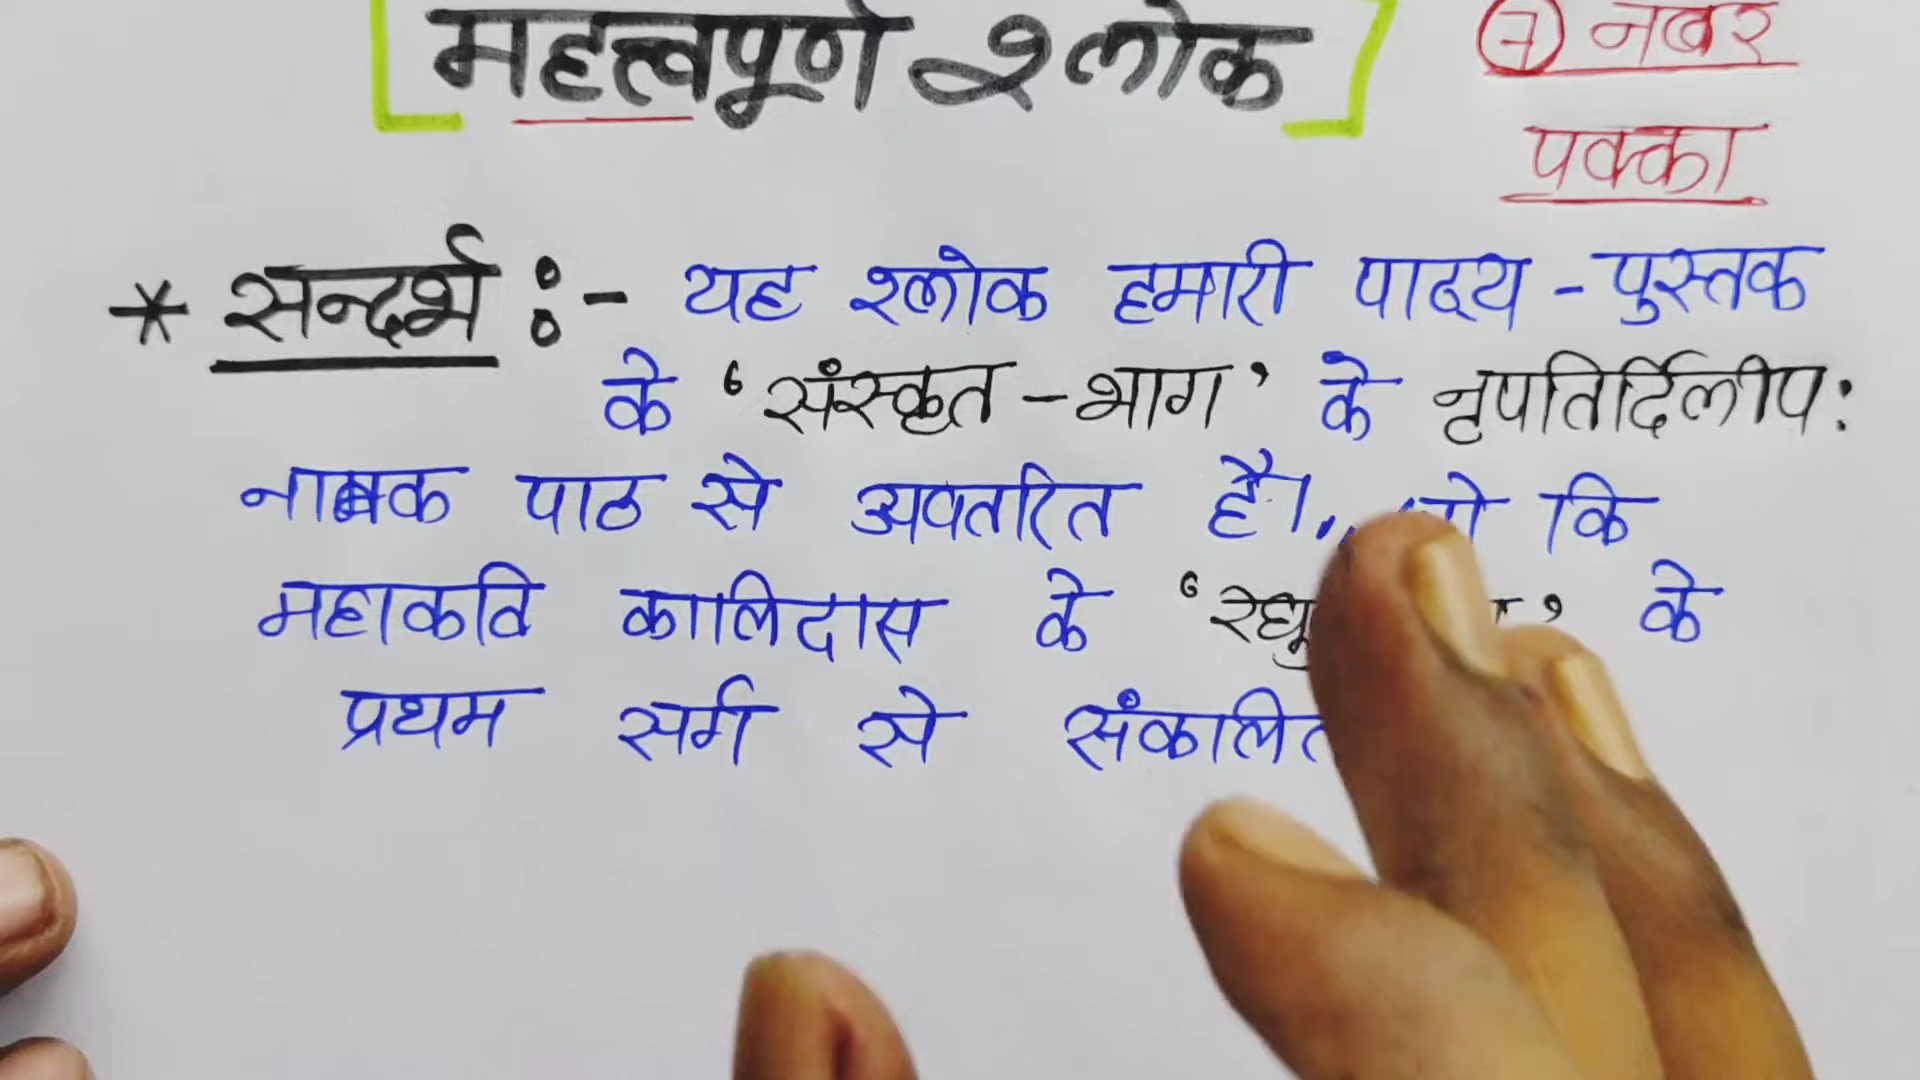 महत्त्वपूर्ण श्लोक
7 नंबर
पक्का
* सन्दर्भ :- यह श्लोक हमारी पाठ्य - पुस्तक
के 'संस्कृत - भाग' के नृपतिर्दिलीप:
नामक पाठ से अवतरित है। कि
महाकवि कालिदास के के
प्रथम सर्ग से